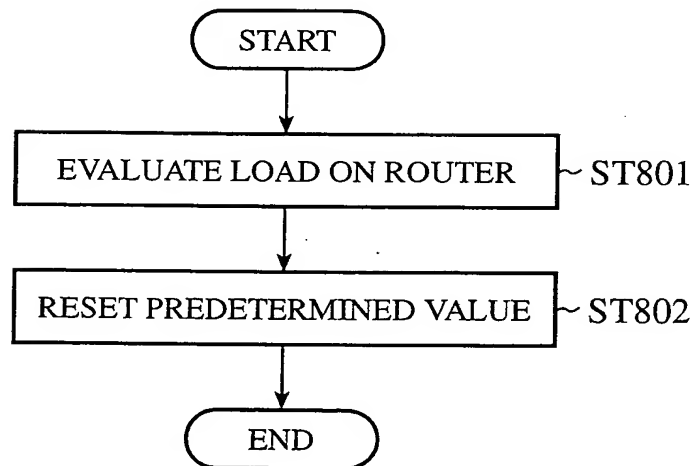 START
EVALUATE LOAD ON ROUTER ~ ST801
RESET PREDETERMINED VALUE ~ ST802
END